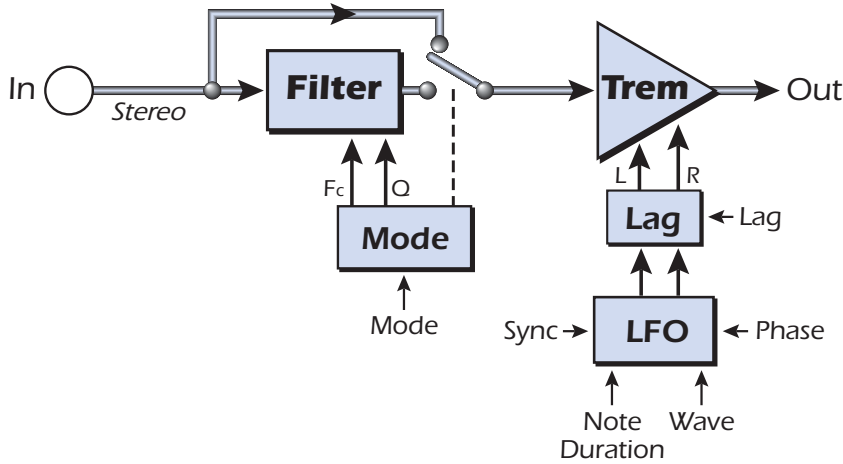 In
Stereo
Filter
Trem
Out
Fc
Q
L
R
Mode
Lag
Lag
Mode
Sync
LFO
Phase
Note
Duration
Wave